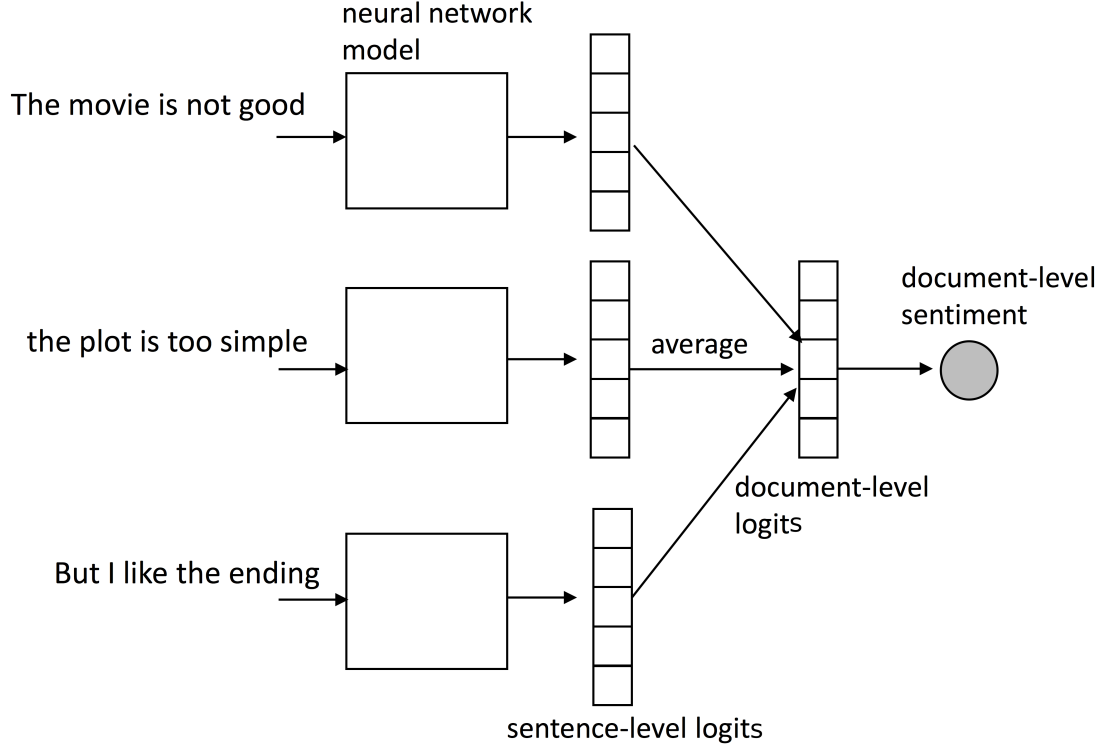 neural network
model
The movie is not good
the plot is too simple
average
document-level
sentiment
document-level
logits
But I like the ending
sentence-level logits